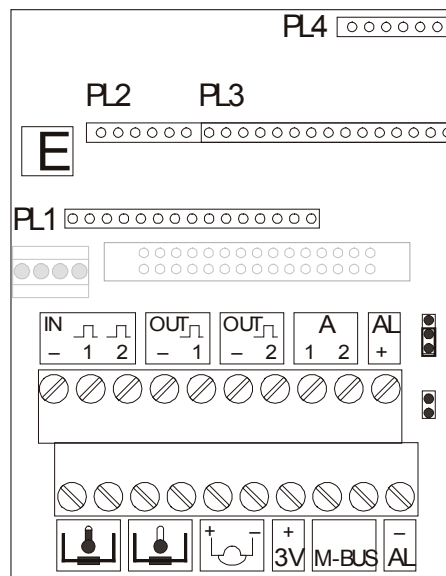 PL4
PL2 PL3
E
PL1
IN OUT OUT A AL
– 1 2 – 1 – 2 1 2 +
+ – + –
3V M-BUS AL